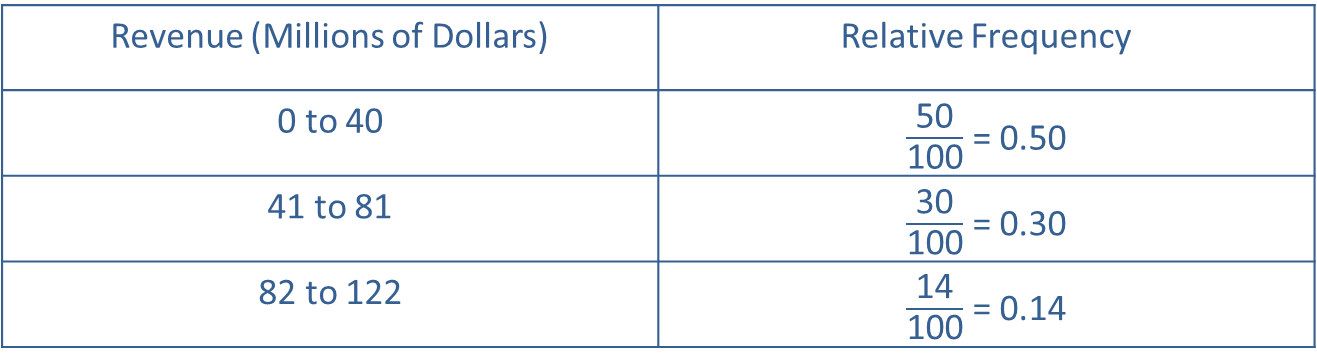 Revenue (Millions of Dollars) Relative Frequency
0 to 40 50/100 = 0.50
41 to 81 30/100 = 0.30
82 to 122 14/100 = 0.14